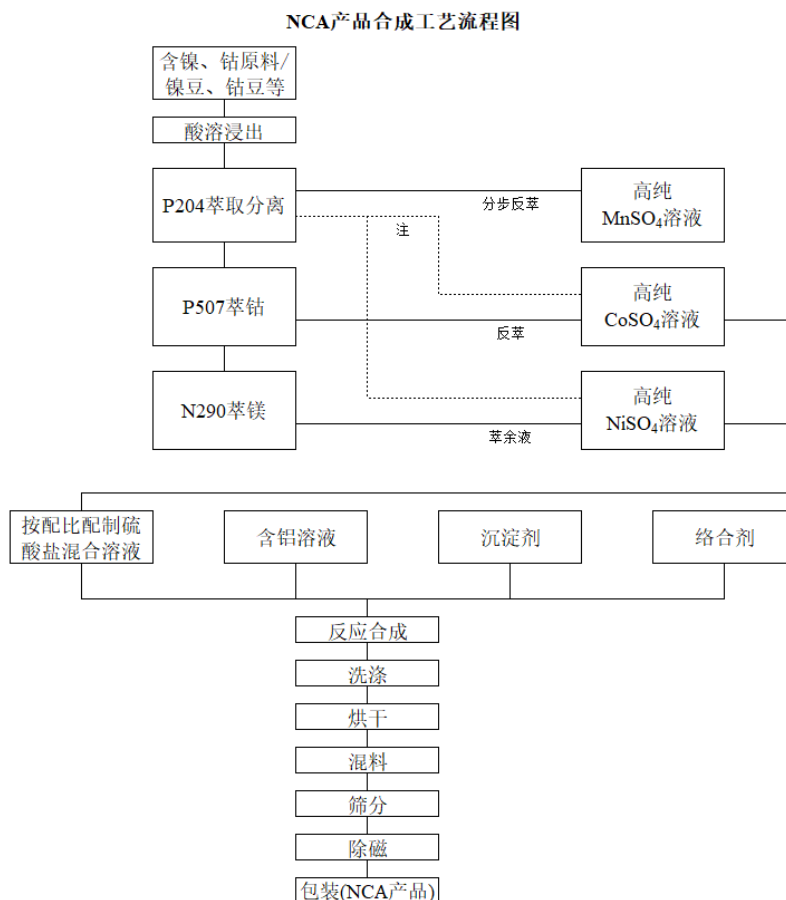 NCA产品合成工艺流程图
含镍、钴原料/
镍豆、钴豆等
酸溶浸出
P204萃取分离
分步反萃
高纯
MnSO₄溶液
注
P507萃钴
反萃
高纯
CoSO₄溶液
N290萃镁
萃余液
高纯
NiSO₄溶液
按配比配制硫
酸盐混合溶液
含铝溶液
沉淀剂
络合剂
反应合成
洗涤
烘干
混料
筛分
除磁
包装(NCA产品)